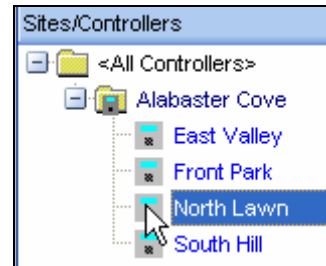 Sites/Controllers
<All Controllers>
Alabaster Cove
East Valley
Front Park
North Lawn
South Hill